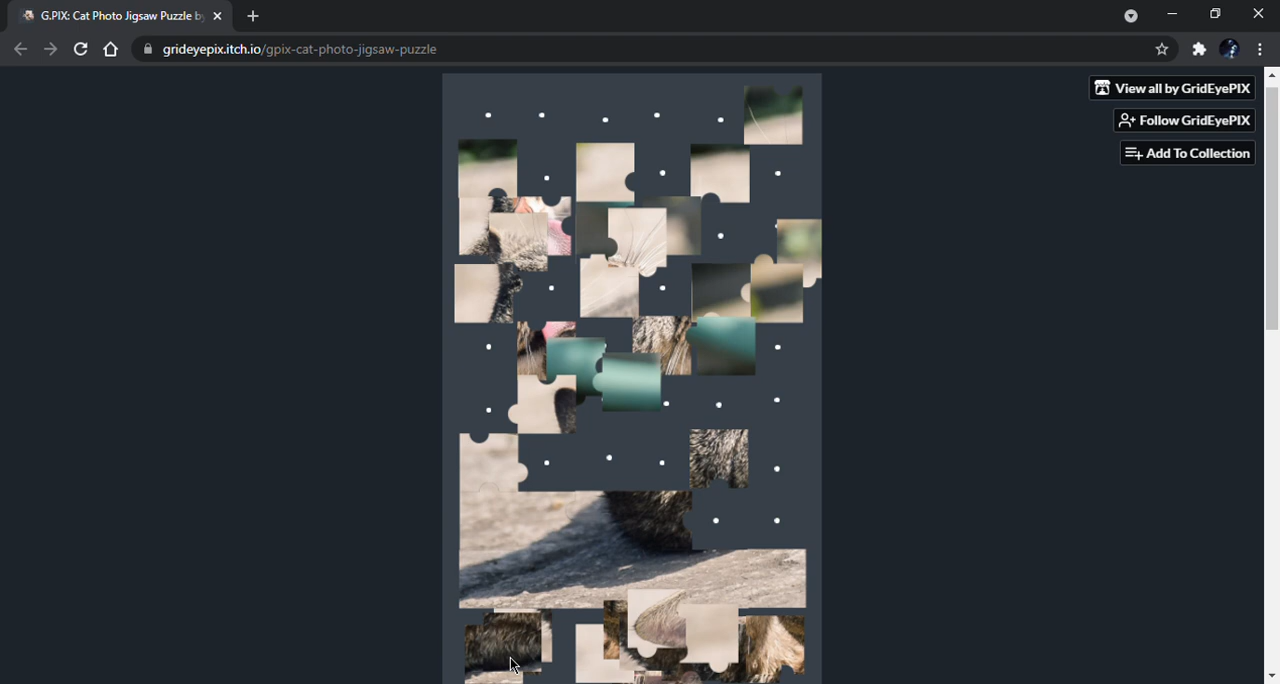 G.PIX: Cat Photo Jigsaw Puzzle by
grideyepix.itch.io/gpix-cat-photo-jigsaw-puzzle
View all by GridEyePIX
Follow GridEyePIX
Add To Collection